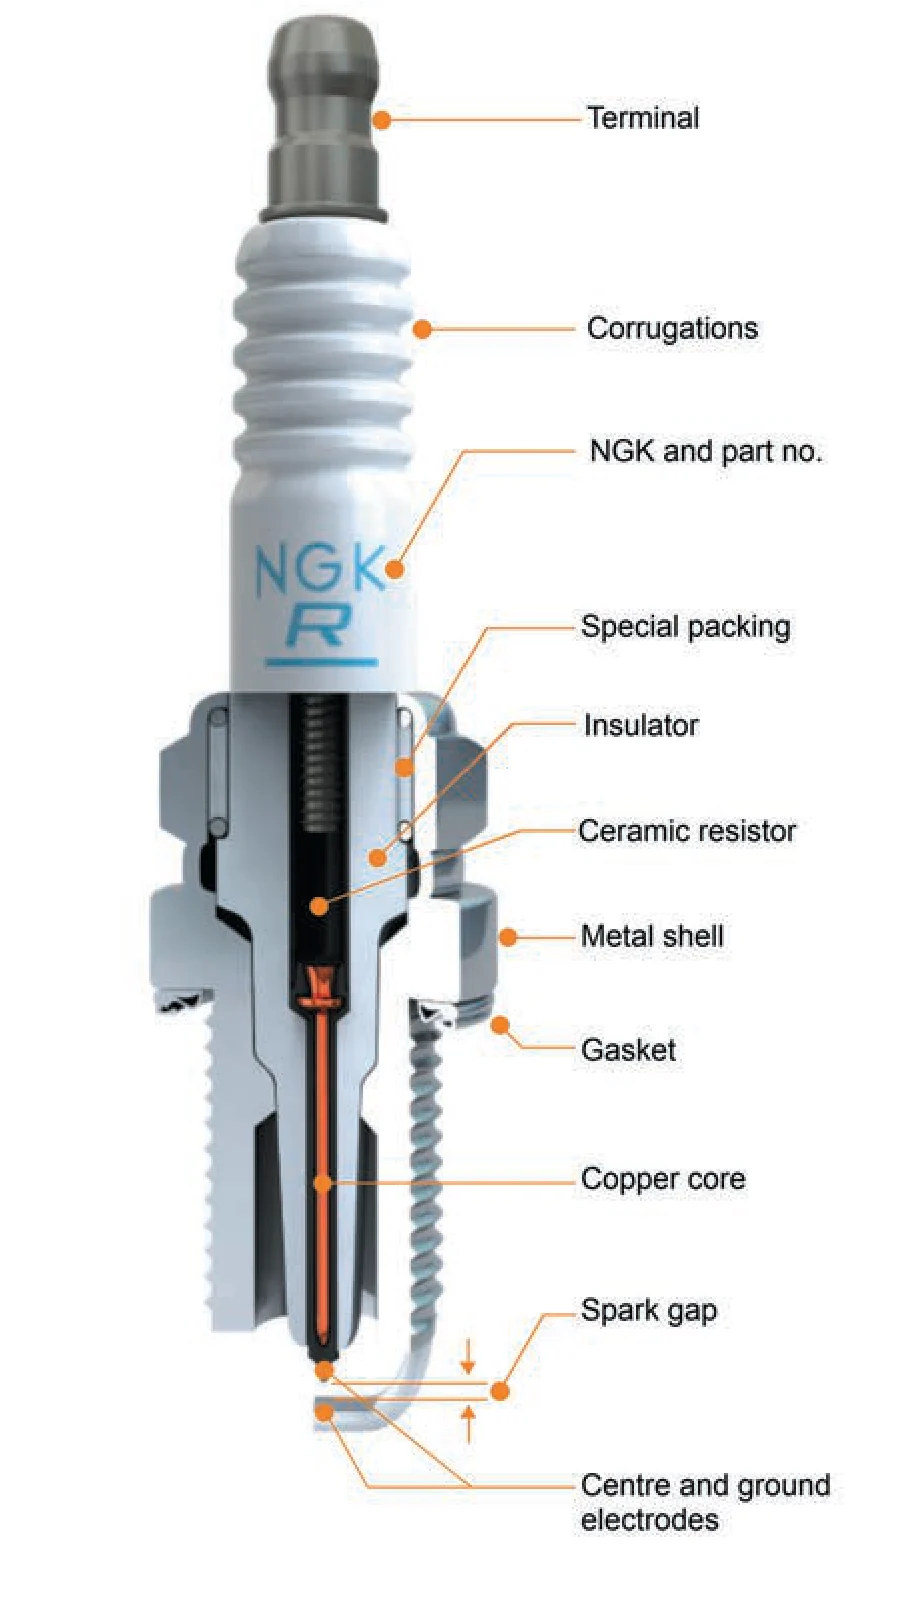 Terminal
Corrugations
NGK and part no.
NGK
R
Special packing
Insulator
Ceramic resistor
Metal shell
Gasket
Copper core
Spark gap
Centre and ground
electrodes